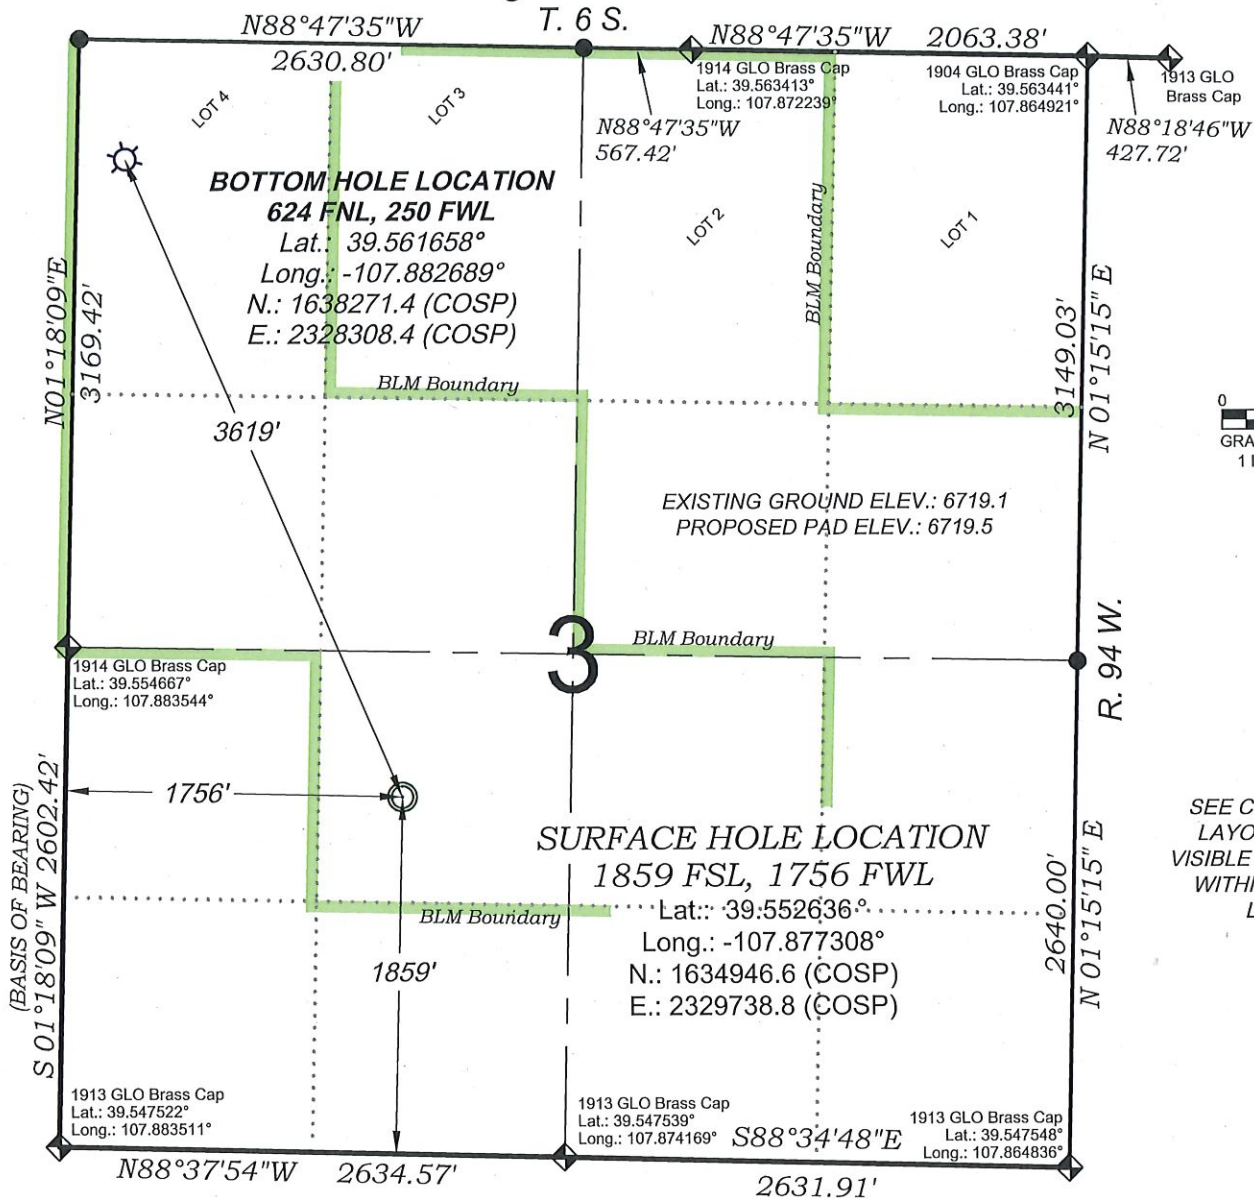 T. 6 S.
N88°47'35"W
2630.80'
N88°47'35"W 2063.38'
1914 GLO Brass Cap
Lat.: 39.563413°
Long.: 107.872239°
1904 GLO Brass Cap
Lat.: 39.563441°
Long.: 107.864921°
1913 GLO
Brass Cap
N88°47'35"W
567.42'
N88°18'46"W
427.72'
LOT 4
LOT 3
LOT 2
LOT 1
BOTTOM HOLE LOCATION
624 FNL, 250 FWL
Lat.: 39.561658°
Long.: -107.882689°
N.: 1638271.4 (COSP)
E.: 2328308.4 (COSP)
BLM Boundary
N01°18'09"E
3169.42'
3149.03'
N 01°15'15" E
BLM Boundary
3619'
0
GRA
1 I
EXISTING GROUND ELEV.: 6719.1
PROPOSED PAD ELEV.: 6719.5
3
BLM Boundary
R. 94 W.
1914 GLO Brass Cap
Lat.: 39.554667°
Long.: 107.883544°
1756'
(BASIS OF BEARING)
S 01°18'09" W 2602.42'
SURFACE HOLE LOCATION
1859 FSL, 1756 FWL
Lat.: 39.552636°
Long.: -107.877308°
N.: 1634946.6 (COSP)
E.: 2329738.8 (COSP)
SEE C
LAYO
VISIBLE
WITHI
L
BLM Boundary
1859'
2640.00'
N 01°15'15" E
1913 GLO Brass Cap
Lat.: 39.547522°
Long.: 107.883511°
1913 GLO Brass Cap
Lat.: 39.547539°
Long.: 107.874169°
S88°34'48"E
1913 GLO Brass Cap
Lat.: 39.547548°
Long.: 107.864836°
N88°37'54"W 2634.57'
2631.91'